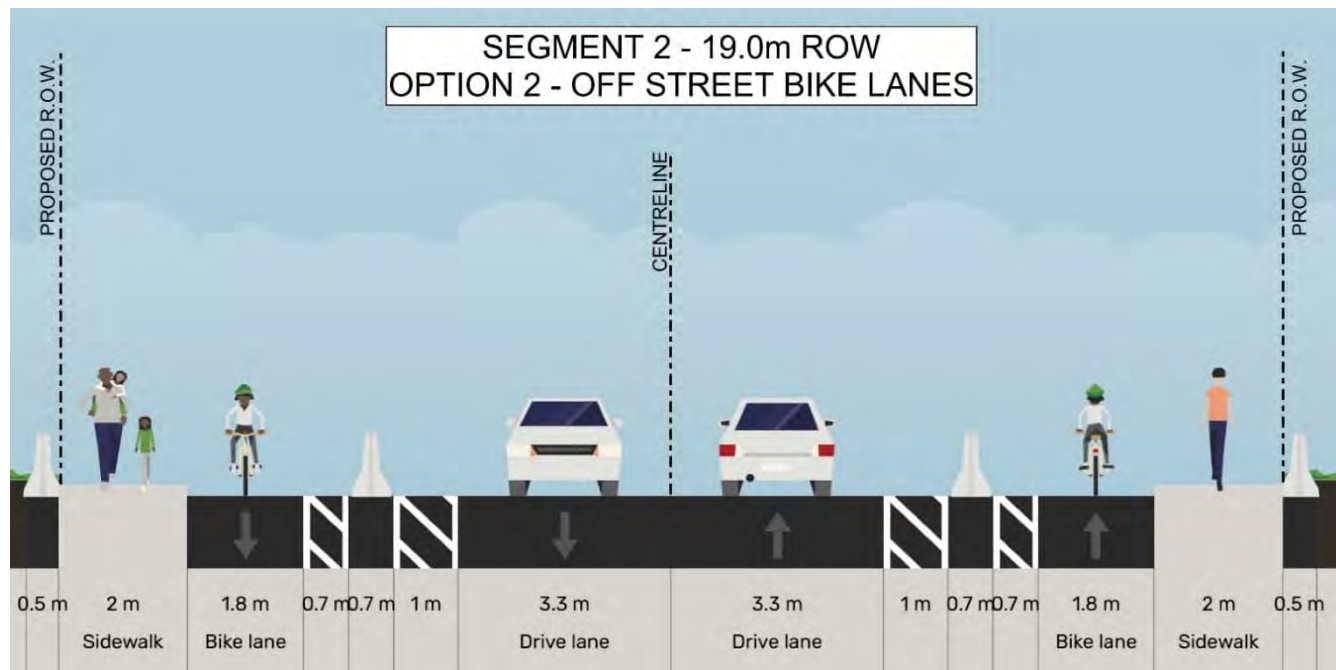 SEGMENT 2 - 19.0m ROW
OPTION 2 - OFF STREET BIKE LANES
PROPOSED R.O.W.
CENTRELINE
PROPOSED R.O.W.
0.5 m 2 m 1.8 m 0.7 m 0.7 m 1 m 3.3 m 3.3 m 1 m 0.7 m 0.7 m 1.8 m 2 m 0.5 m
Sidewalk Bike lane Drive lane Drive lane Bike lane Sidewalk